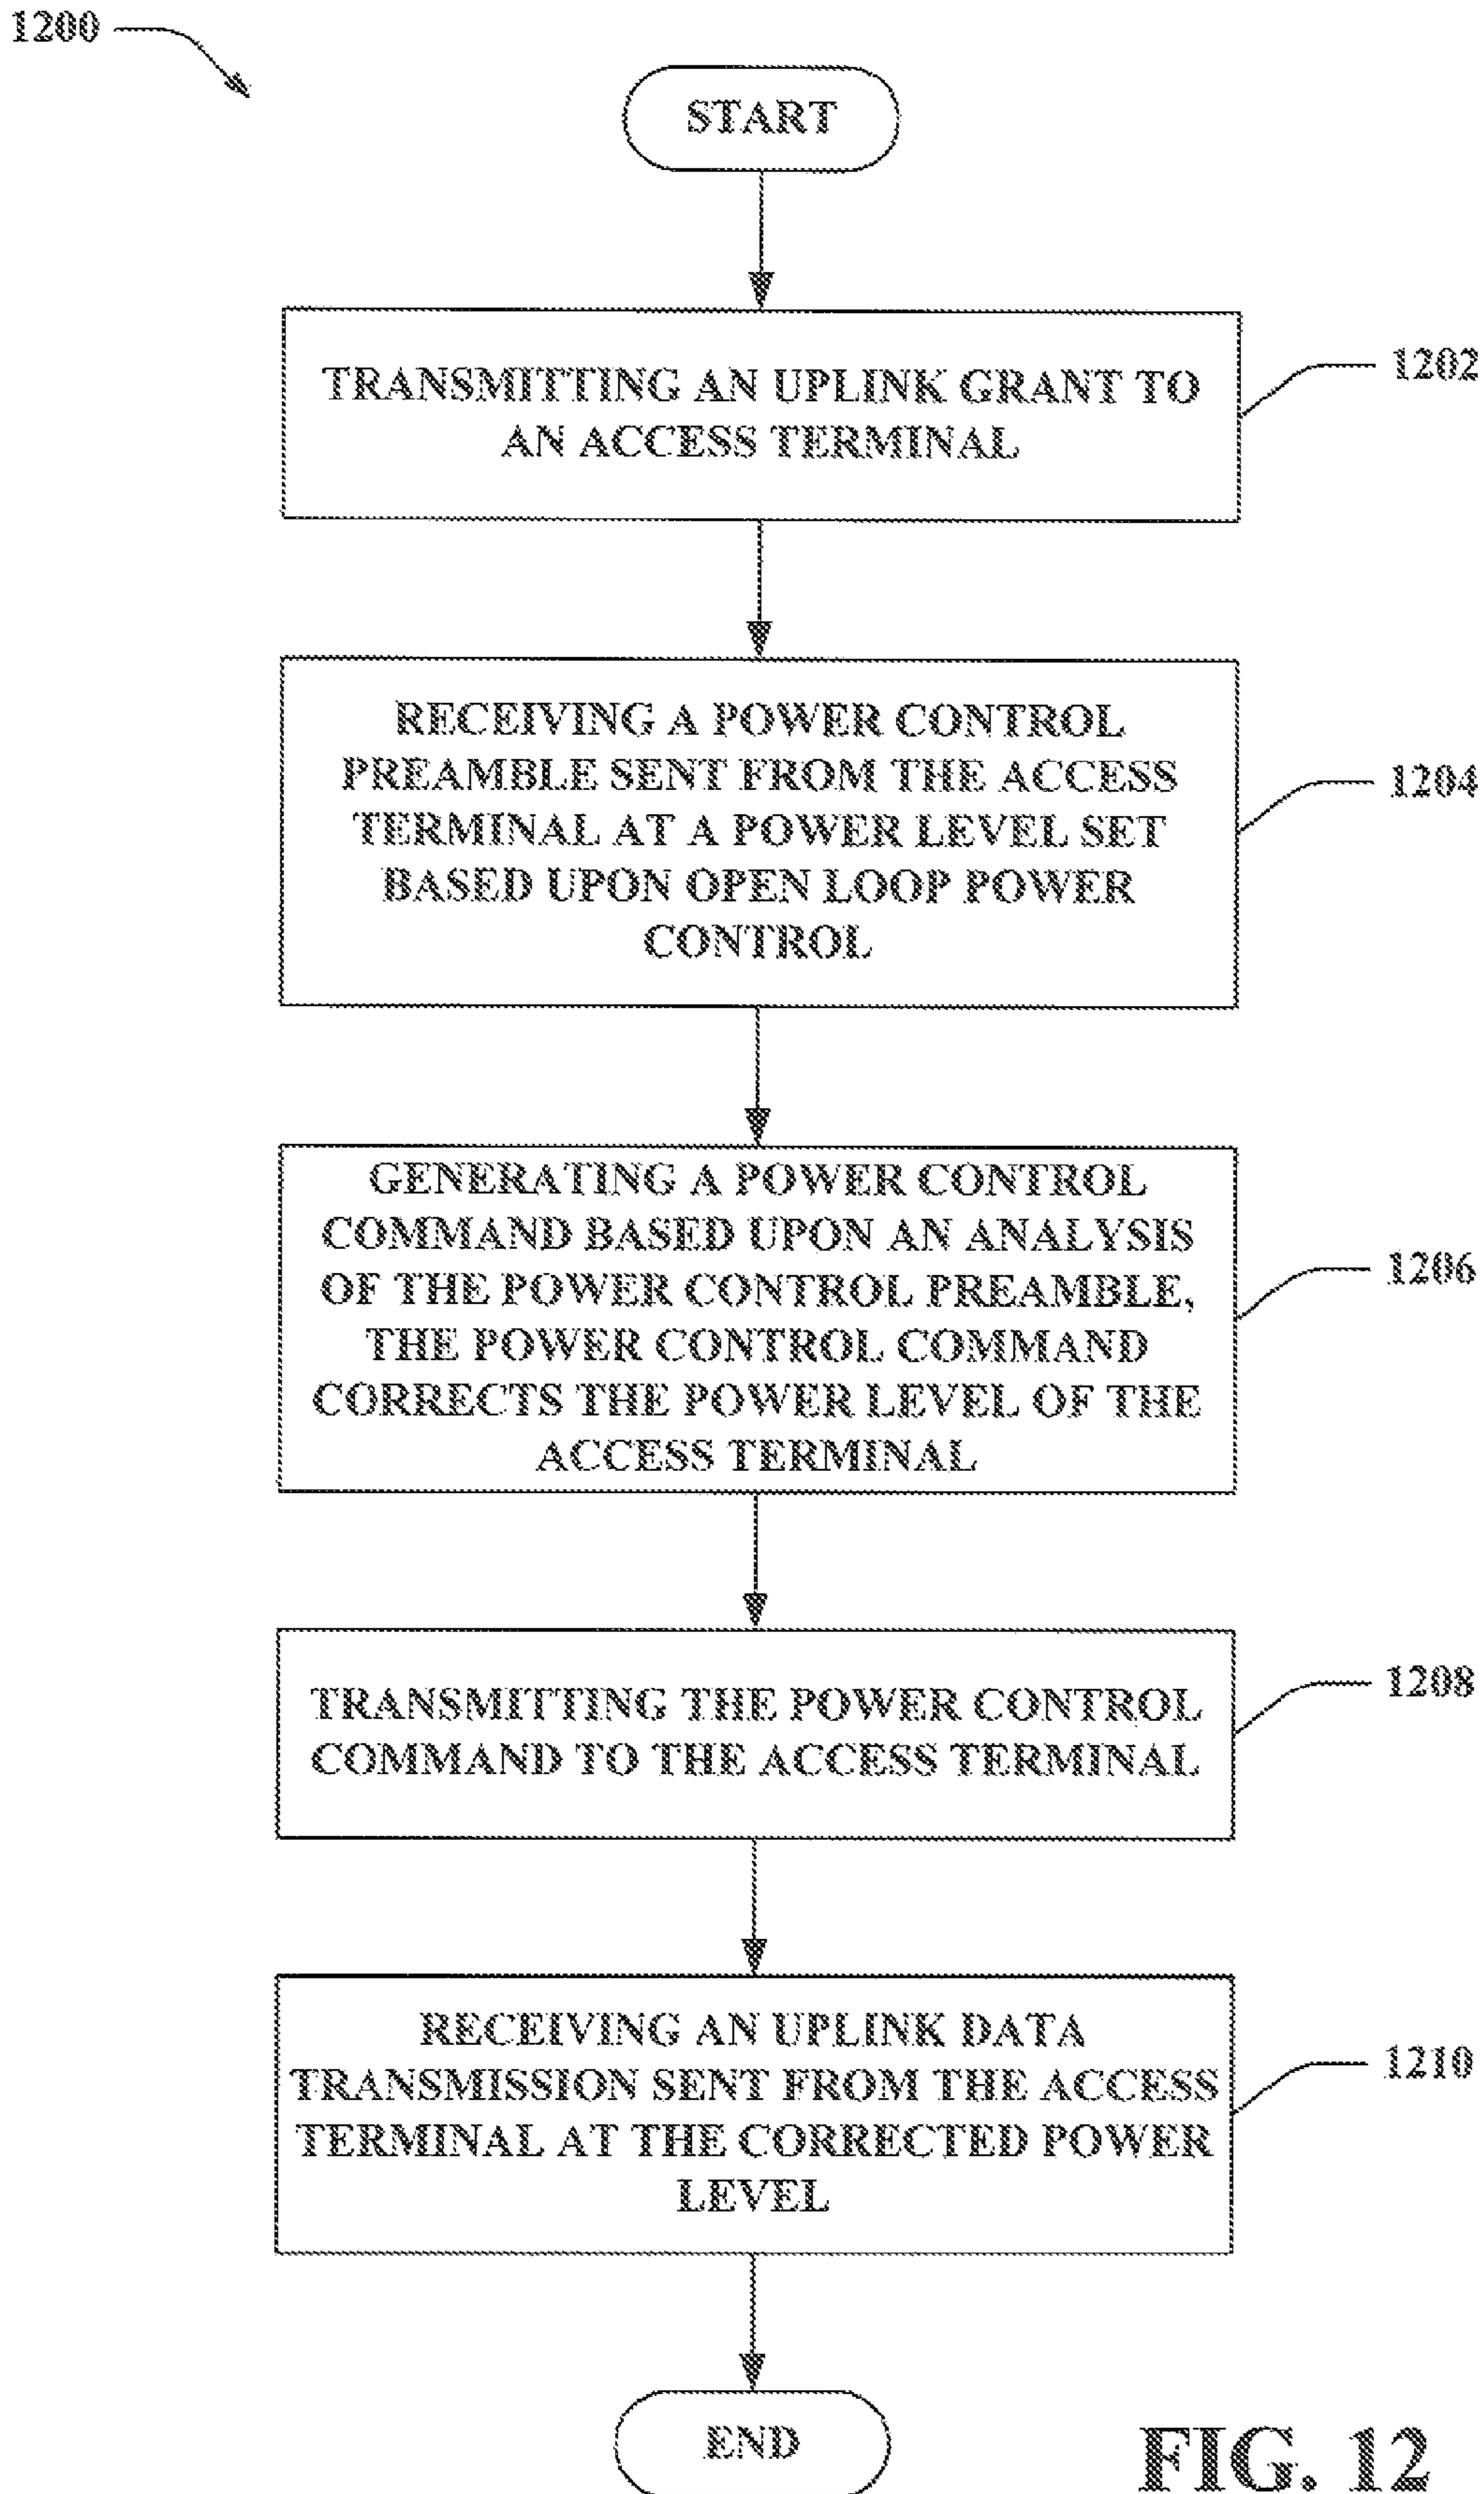 1200
START
TRANSMITTING AN UPLINK GRANT TO
AN ACCESS TERMINAL
1202
RECEIVING A POWER CONTROL
PREAMBLE SENT FROM THE ACCESS
TERMINAL AT A POWER LEVEL SET
BASED UPON OPEN LOOP POWER
CONTROL
1204
GENERATING A POWER CONTROL
COMMAND BASED UPON AN ANALYSIS
OF THE POWER CONTROL PREAMBLE,
THE POWER CONTROL COMMAND
CORRECTS THE POWER LEVEL OF THE
ACCESS TERMINAL
1206
TRANSMITTING THE POWER CONTROL
COMMAND TO THE ACCESS TERMINAL
1208
RECEIVING AN UPLINK DATA
TRANSMISSION SENT FROM THE ACCESS
TERMINAL AT THE CORRECTED POWER
LEVEL
1210
END
FIG. 12